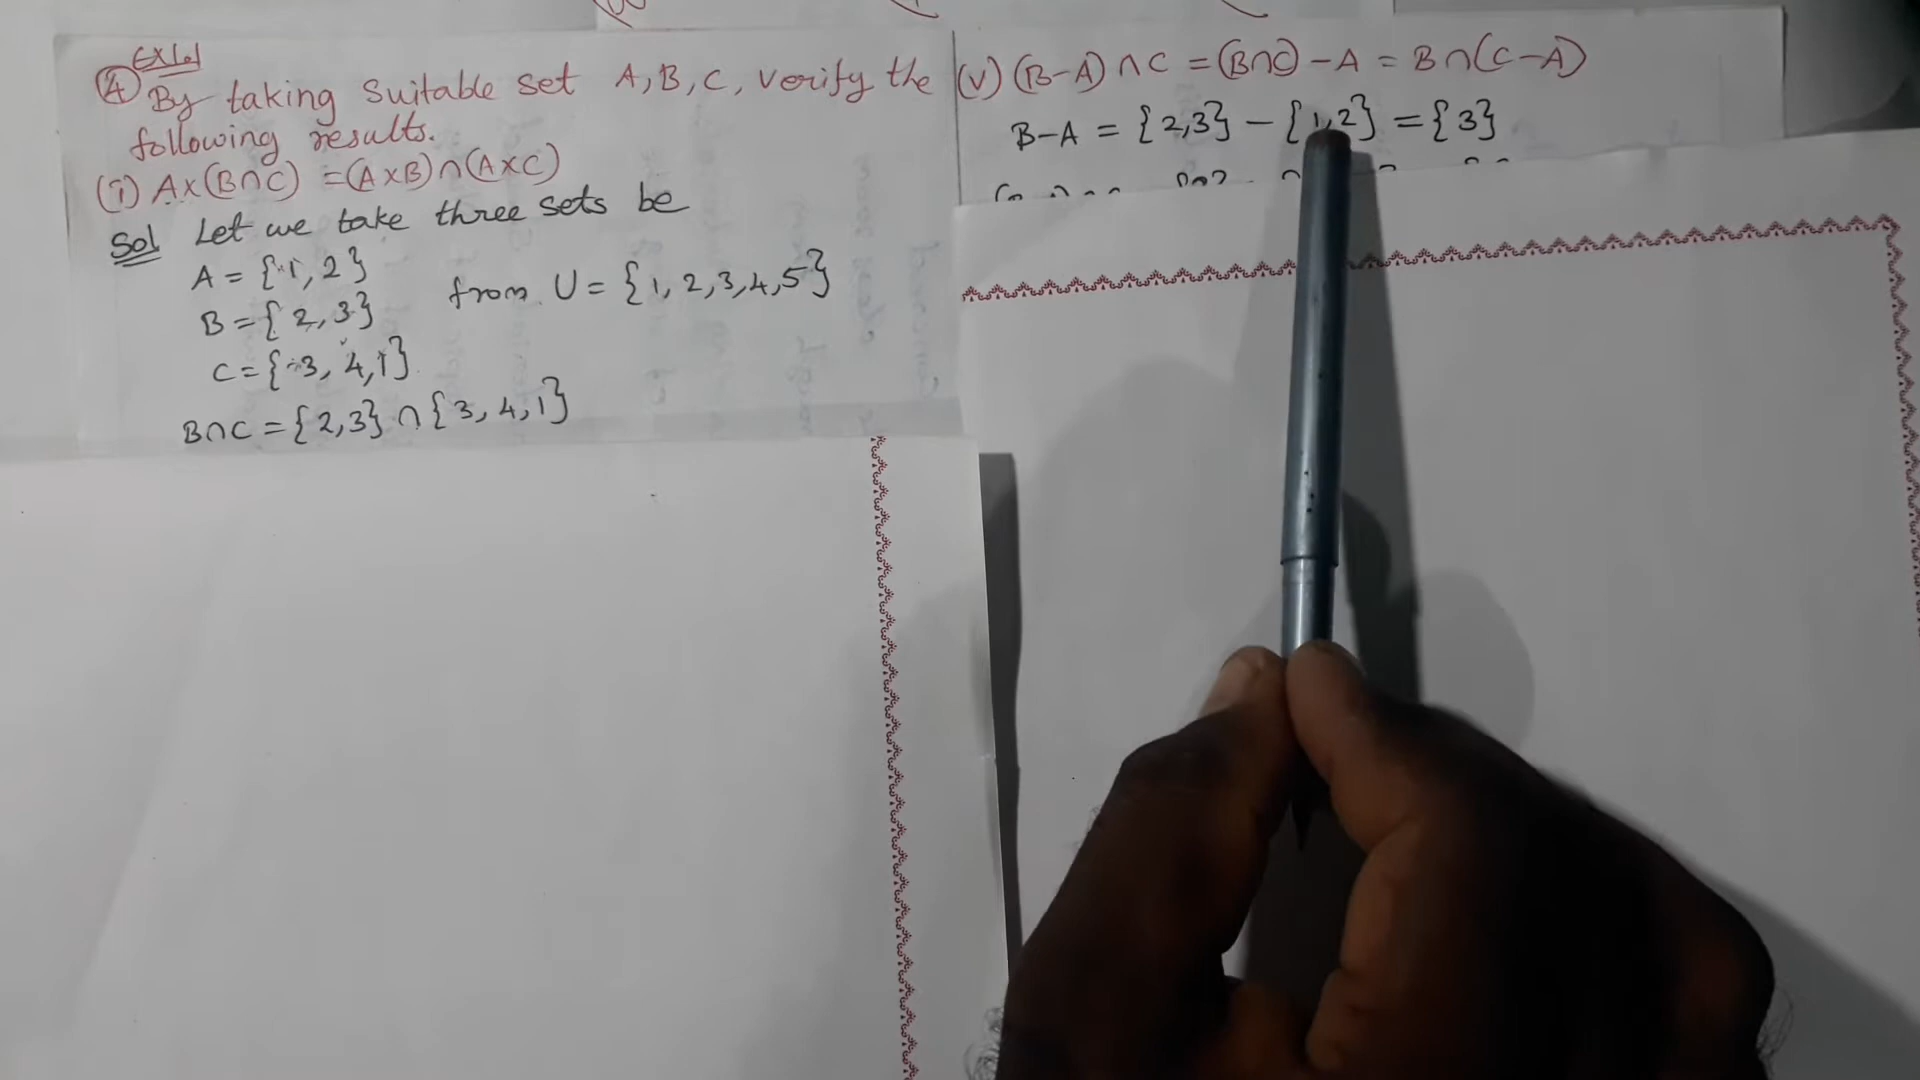 Ex 1.1
④ By taking suitable set A, B, C, verify the
following results.
(i) A×(B∩C) = (A×B)∩(A×C)
Sol Let we take three sets be
A = {1, 2}
B = {2, 3} from U = {1, 2, 3, 4, 5}
C = {3, 4, 1}
B∩C = {2,3} ∩ {3, 4, 1}
(v) (B-A) ∩ C = (B∩C) - A = B∩(C-A)
B-A = {2,3} - {1,2} = {3}